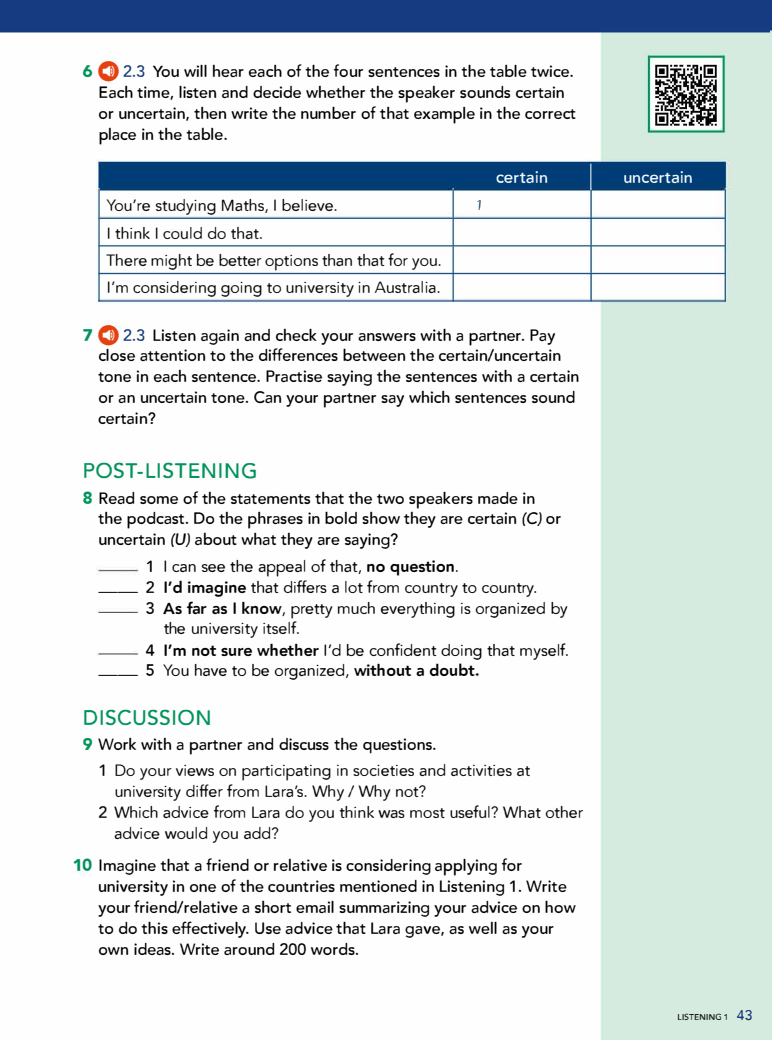 6 2.3 You will hear each of the four sentences in the table twice.
Each time, listen and decide whether the speaker sounds certain
or uncertain, then write the number of that example in the correct
place in the table.
certain uncertain
You're studying Maths, I believe. 1
I think I could do that.
There might be better options than that for you.
I'm considering going to university in Australia.
7 2.3 Listen again and check your answers with a partner. Pay
close attention to the differences between the certain/uncertain
tone in each sentence. Practise saying the sentences with a certain
or an uncertain tone. Can your partner say which sentences sound
certain?
POST-LISTENING
8 Read some of the statements that the two speakers made in
the podcast. Do the phrases in bold show they are certain (C) or
uncertain (U) about what they are saying?
_____ 1 I can see the appeal of that, no question.
_____ 2 I'd imagine that differs a lot from country to country.
_____ 3 As far as I know, pretty much everything is organized by
the university itself.
_____ 4 I'm not sure whether I'd be confident doing that myself.
_____ 5 You have to be organized, without a doubt.
DISCUSSION
9 Work with a partner and discuss the questions.
1 Do your views on participating in societies and activities at
university differ from Lara's. Why / Why not?
2 Which advice from Lara do you think was most useful? What other
advice would you add?
10 Imagine that a friend or relative is considering applying for
university in one of the countries mentioned in Listening 1. Write
your friend/relative a short email summarizing your advice on how
to do this effectively. Use advice that Lara gave, as well as your
own ideas. Write around 200 words.
LISTENING 1 43